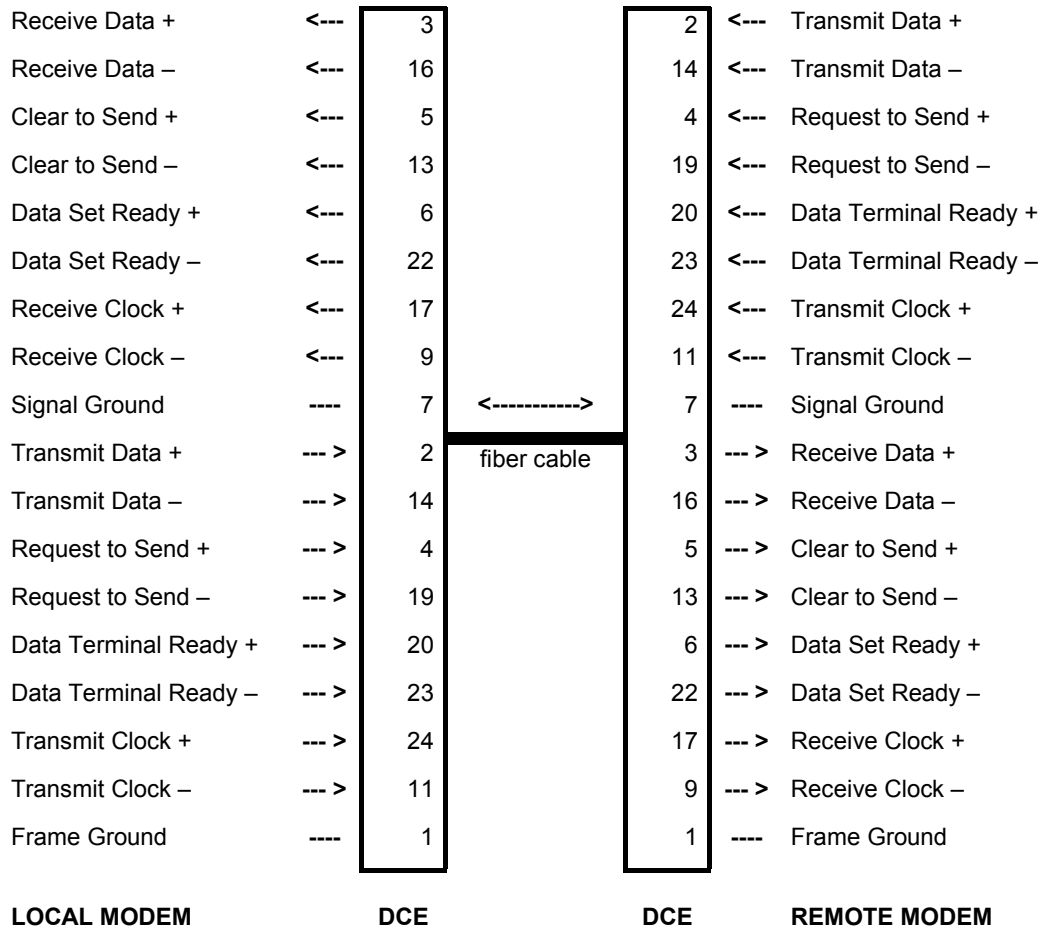 Receive Data + <--- 3 2 <--- Transmit Data +
Receive Data – <--- 16 14 <--- Transmit Data –
Clear to Send + <--- 5 4 <--- Request to Send +
Clear to Send – <--- 13 19 <--- Request to Send –
Data Set Ready + <--- 6 20 <--- Data Terminal Ready +
Data Set Ready – <--- 22 23 <--- Data Terminal Ready –
Receive Clock + <--- 17 24 <--- Transmit Clock +
Receive Clock – <--- 9 11 <--- Transmit Clock –
Signal Ground ---- 7 <-----------> 7 ---- Signal Ground
Transmit Data + --- > 2 fiber cable 3 --- > Receive Data +
Transmit Data – --- > 14 16 --- > Receive Data –
Request to Send + --- > 4 5 --- > Clear to Send +
Request to Send – --- > 19 13 --- > Clear to Send –
Data Terminal Ready + --- > 20 6 --- > Data Set Ready +
Data Terminal Ready – --- > 23 22 --- > Data Set Ready –
Transmit Clock + --- > 24 17 --- > Receive Clock +
Transmit Clock – --- > 11 9 --- > Receive Clock –
Frame Ground ---- 1 1 ---- Frame Ground
LOCAL MODEM DCE DCE REMOTE MODEM